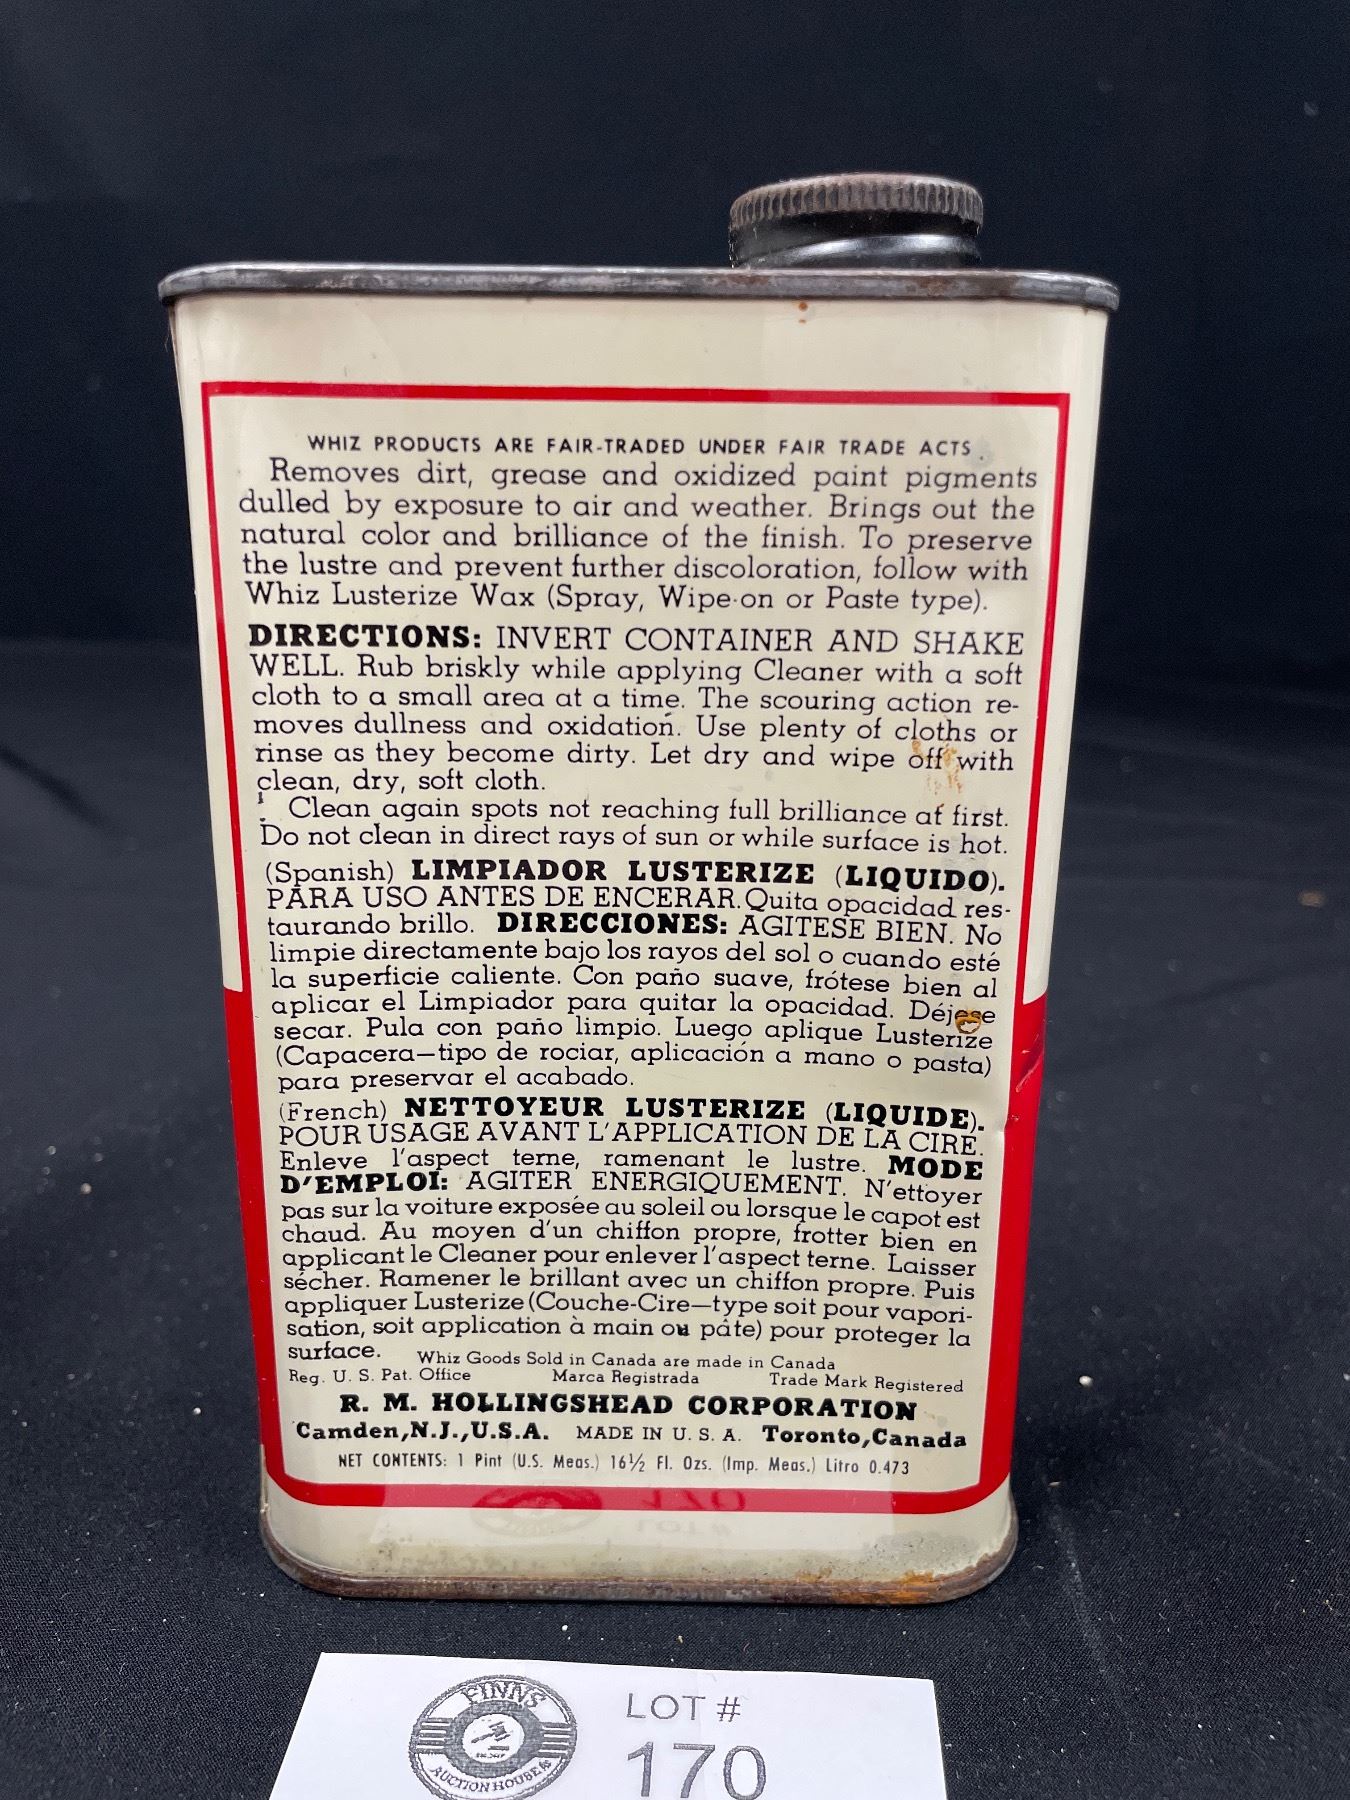 WHIZ PRODUCTS ARE FAIR-TRADED UNDER FAIR TRADE ACTS.
Removes dirt, grease and oxidized paint pigments
dulled by exposure to air and weather. Brings out the
natural color and brilliance of the finish. To preserve
the lustre and prevent further discoloration, follow with
Whiz Lusterize Wax (Spray, Wipe-on or Paste type).
DIRECTIONS: INVERT CONTAINER AND SHAKE
WELL. Rub briskly while applying Cleaner with a soft
cloth to a small area at a time. The scouring action re-
moves dullness and oxidation. Use plenty of cloths or
rinse as they become dirty. Let dry and wipe off with
clean, dry, soft cloth.
Clean again spots not reaching full brilliance at first.
Do not clean in direct rays of sun or while surface is hot.
(Spanish) LIMPIADOR LUSTERIZE (LIQUIDO).
PARA USO ANTES DE ENCERAR. Quita opacidad res-
taurando brillo. DIRECCIONES: AGITESE BIEN. No
limpie directamente bajo los rayos del sol o cuando esté
la superficie caliente. Con paño suave, frótese bien al
aplicar el Limpiador para quitar la opacidad. Déjese
secar. Pula con paño limpio. Luego aplique Lusterize
(Capacera—tipo de rociar, aplicación a mano o pasta)
para preservar el acabado.
(French) NETTOYEUR LUSTERIZE (LIQUIDE).
POUR USAGE AVANT L'APPLICATION DE LA CIRE.
Enleve l'aspect terne, ramenant le lustre. MODE
D'EMPLOI: AGITER ENERGIQUEMENT. N'ettoyer
pas sur la voiture exposée au soleil ou lorsque le capot est
chaud. Au moyen d'un chiffon propre, frotter bien en
applicant le Cleaner pour enlever l'aspect terne. Laisser
sécher. Ramener le brillant avec un chiffon propre. Puis
appliquer Lusterize (Couche-Cire—type soit pour vapori-
sation, soit application à main ou pâte) pour proteger la
surface. Whiz Goods Sold in Canada are made in Canada
Reg. U. S. Pat. Office Marca Registrada Trade Mark Registered
R. M. HOLLINGSHEAD CORPORATION
Camden, N.J., U.S.A. MADE IN U. S. A. Toronto, Canada
NET CONTENTS: 1 Pint (U.S. Meas.) 16½ Fl. Ozs. (Imp. Meas.) Litro 0.473
FINNS
AUCTION HOUSE
LOT #
170